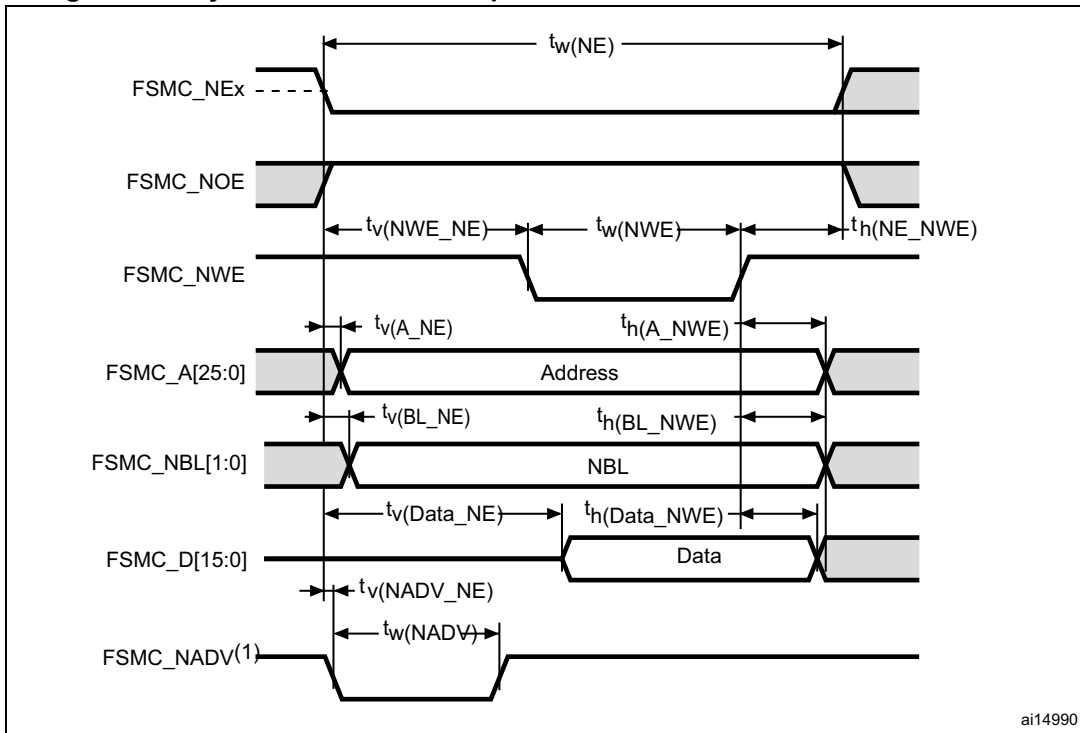 tw(NE)
FSMC_NEx
FSMC_NOE
tv(NWE_NE) tw(NWE) th(NE_NWE)
FSMC_NWE
tv(A_NE) th(A_NWE)
FSMC_A[25:0] Address
tv(BL_NE) th(BL_NWE)
FSMC_NBL[1:0] NBL
tv(Data_NE) th(Data_NWE)
FSMC_D[15:0] Data
tv(NADV_NE)
tw(NADV)
FSMC_NADV(1)
ai14990